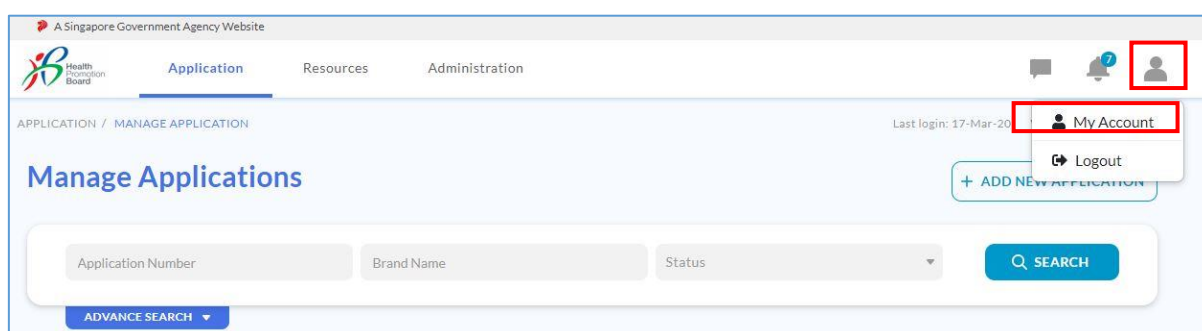 A Singapore Government Agency Website
Health
Promotion
Board
Application Resources Administration
7
APPLICATION / MANAGE APPLICATION
Last login: 17-Mar-20
My Account
Logout
Manage Applications
+ ADD NEW APPLICATION
Application Number Brand Name Status
SEARCH
ADVANCE SEARCH